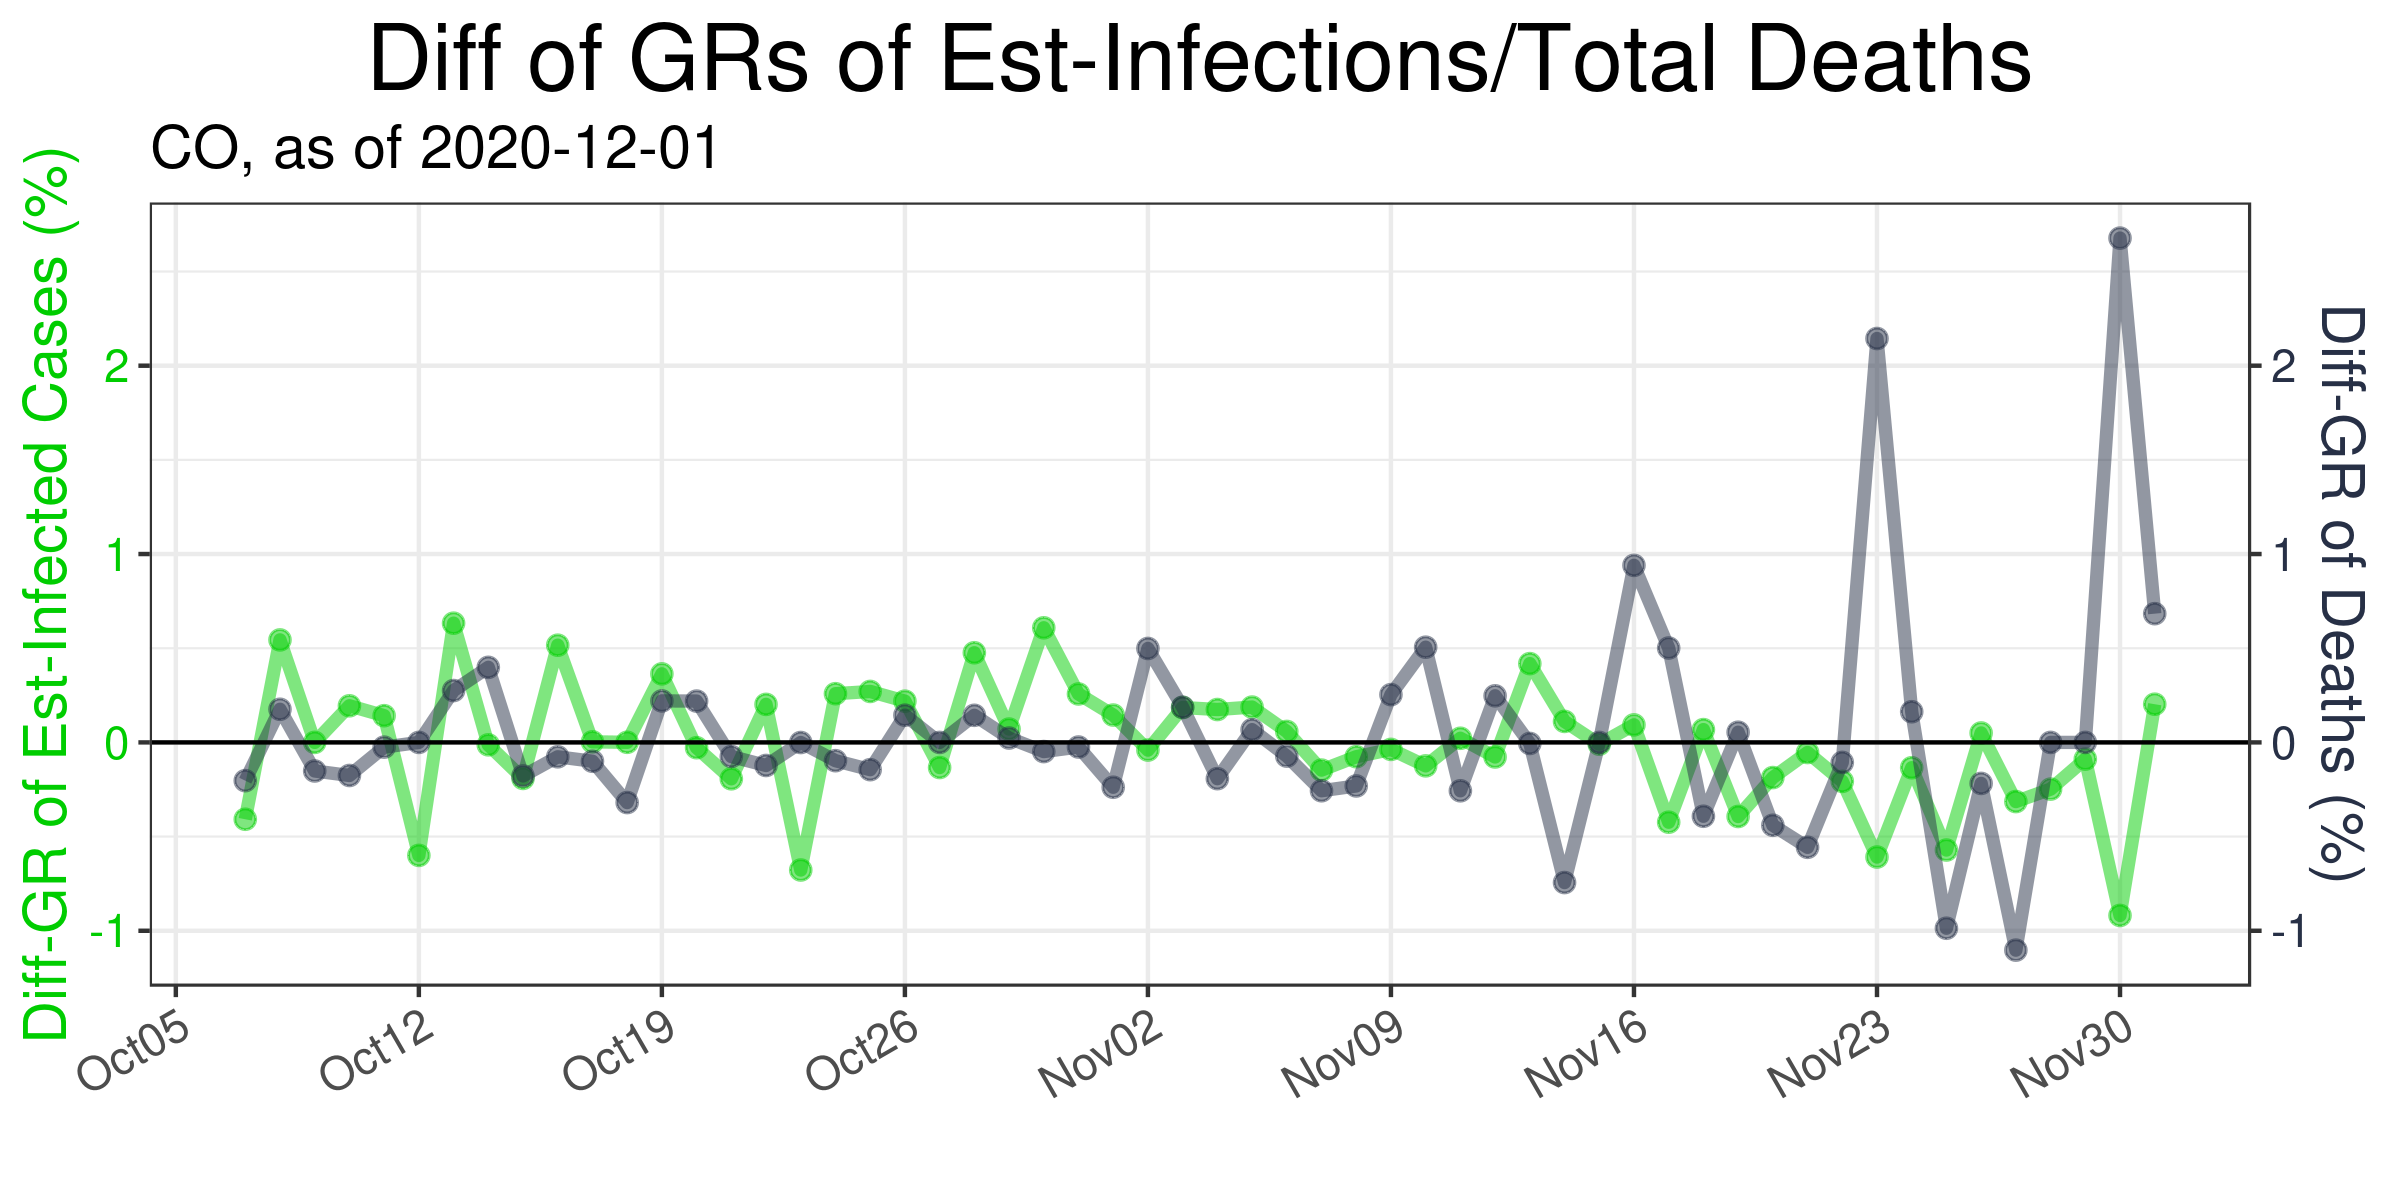 Diff of GRs of Est-Infections/Total Deaths
CO, as of 2020-12-01
Diff-GR of Est-Infected Cases (%)
2
1
0
-1
2
1
0
-1
Diff-GR of Deaths (%)
Oct05
Oct12
Oct19
Oct26
Nov02
Nov09
Nov16
Nov23
Nov30